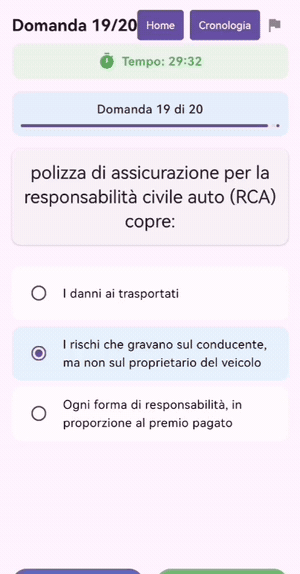 Domanda 19/20
Home
Cronologia
Tempo: 29:32
Domanda 19 di 20
polizza di assicurazione per la
responsabilità civile auto (RCA)
copre:
I danni ai trasportati
I rischi che gravano sul conducente,
ma non sul proprietario del veicolo
Ogni forma di responsabilità, in
proporzione al premio pagato